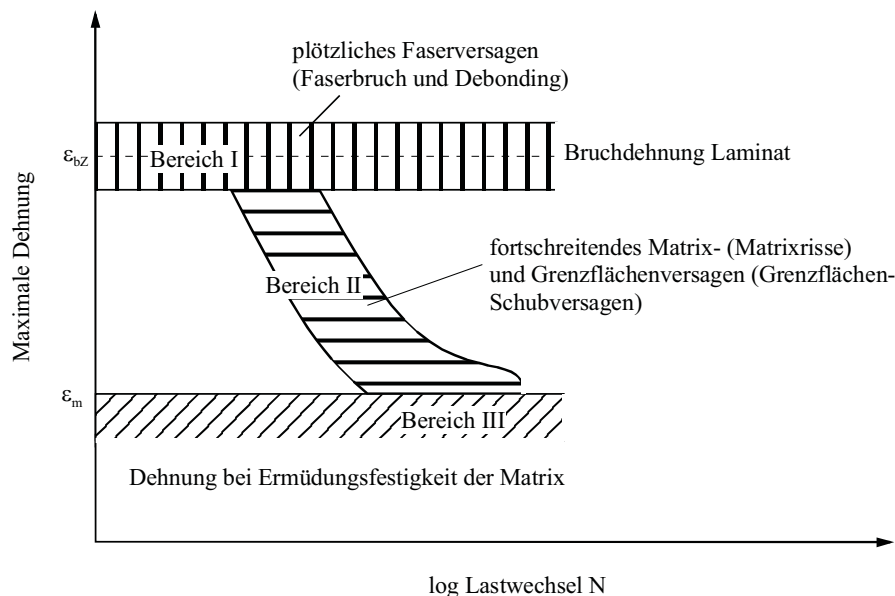 plötzliches Faserversagen
(Faserbruch und Debonding)
ε_bZ
Bereich I
Bruchdehnung Laminat
Maximale Dehnung
fortschreitendes Matrix- (Matrixrisse)
und Grenzflächenversagen (Grenzflächen-
Schubversagen)
Bereich II
ε_m
Bereich III
Dehnung bei Ermüdungsfestigkeit der Matrix
log Lastwechsel N